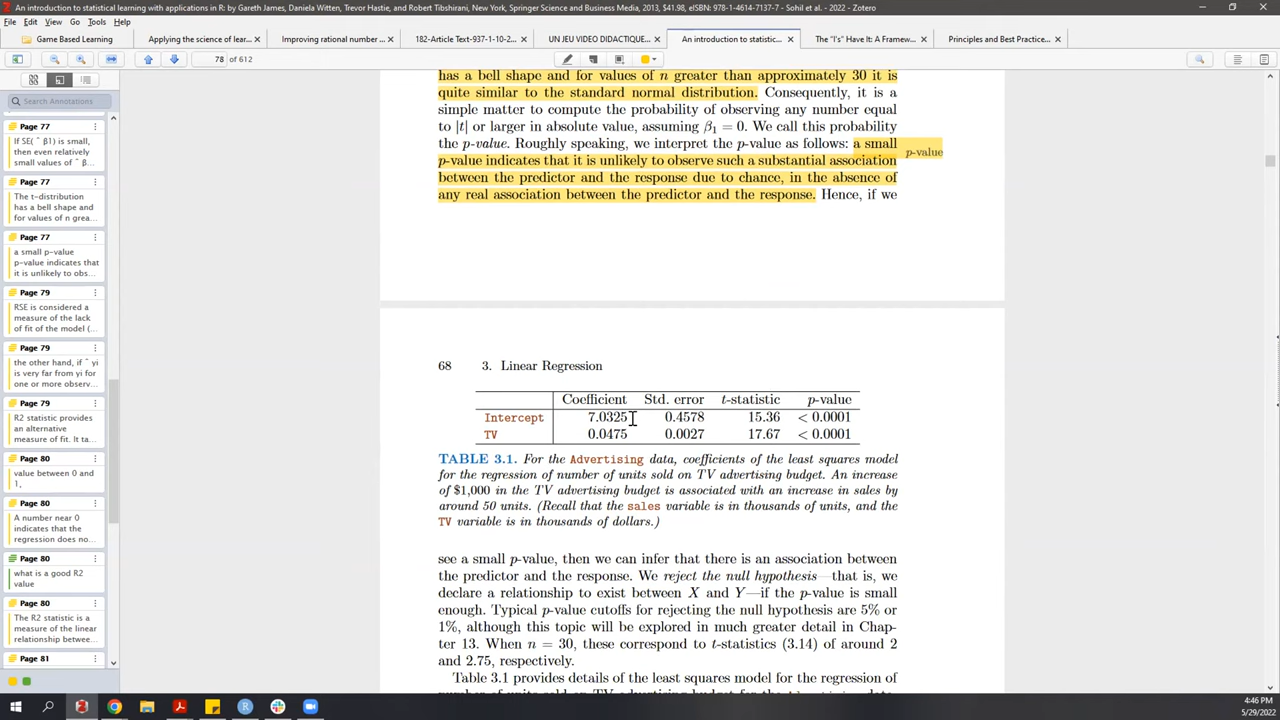 An introduction to statistical learning with applications in R: by Gareth James, Daniela Witten, Trevor Hastie, and Robert Tibshirani, New York, Springer Science and Business Media, 2013, $41.98, eISBN: 978-1-4614-7137-7 - Sohil et al. - 2022 - Zotero
File Edit View Go Tools Help
Game Based Learning
Applying the science of lear...
Improving rational number ...
182-Article Text-937-1-10-2...
UN JEU VIDEO DIDACTIQUE...
An introduction to statistic...
The “I’s” Have It: A Framew...
Principles and Best Practice...
78 of 612
Search Annotations
Page 77
If SE(ˆ β1) is small,
then even relatively
small values of ˆ β...
Page 77
The t-distribution
has a bell shape and
for values of n grea...
Page 77
a small p-value
p-value indicates that
it is unlikely to obs...
Page 79
RSE is considered a
measure of the lack
of fit of the model (...
Page 79
the other hand, if ˆ yi
is very far from yi for
one or more observ...
Page 79
R2 statistic provides
an alternative
measure of fit. It ta...
Page 80
value between 0 and
1,
Page 80
A number near 0
indicates that the
regression does no...
Page 80
what is a good R2
value
Page 80
The R2 statistic is a
measure of the linear
relationship betwee...
Page 81
has a bell shape and for values of n greater than approximately 30 it is
quite similar to the standard normal distribution. Consequently, it is a
simple matter to compute the probability of observing any number equal
to |t| or larger in absolute value, assuming β1 = 0. We call this probability
the p-value. Roughly speaking, we interpret the p-value as follows: a small
p-value
p-value indicates that it is unlikely to observe such a substantial association
between the predictor and the response due to chance, in the absence of
any real association between the predictor and the response. Hence, if we
68 3. Linear Regression
Coefficient Std. error t-statistic p-value
Intercept 7.0325 0.4578 15.36 < 0.0001
TV 0.0475 0.0027 17.67 < 0.0001
TABLE 3.1. For the Advertising data, coefficients of the least squares model
for the regression of number of units sold on TV advertising budget. An increase
of $1,000 in the TV advertising budget is associated with an increase in sales by
around 50 units. (Recall that the sales variable is in thousands of units, and the
TV variable is in thousands of dollars.)
see a small p-value, then we can infer that there is an association between
the predictor and the response. We reject the null hypothesis—that is, we
declare a relationship to exist between X and Y—if the p-value is small
enough. Typical p-value cutoffs for rejecting the null hypothesis are 5% or
1%, although this topic will be explored in much greater detail in Chap-
ter 13. When n = 30, these correspond to t-statistics (3.14) of around 2
and 2.75, respectively.
Table 3.1 provides details of the least squares model for the regression of
4:46 PM
5/29/2022